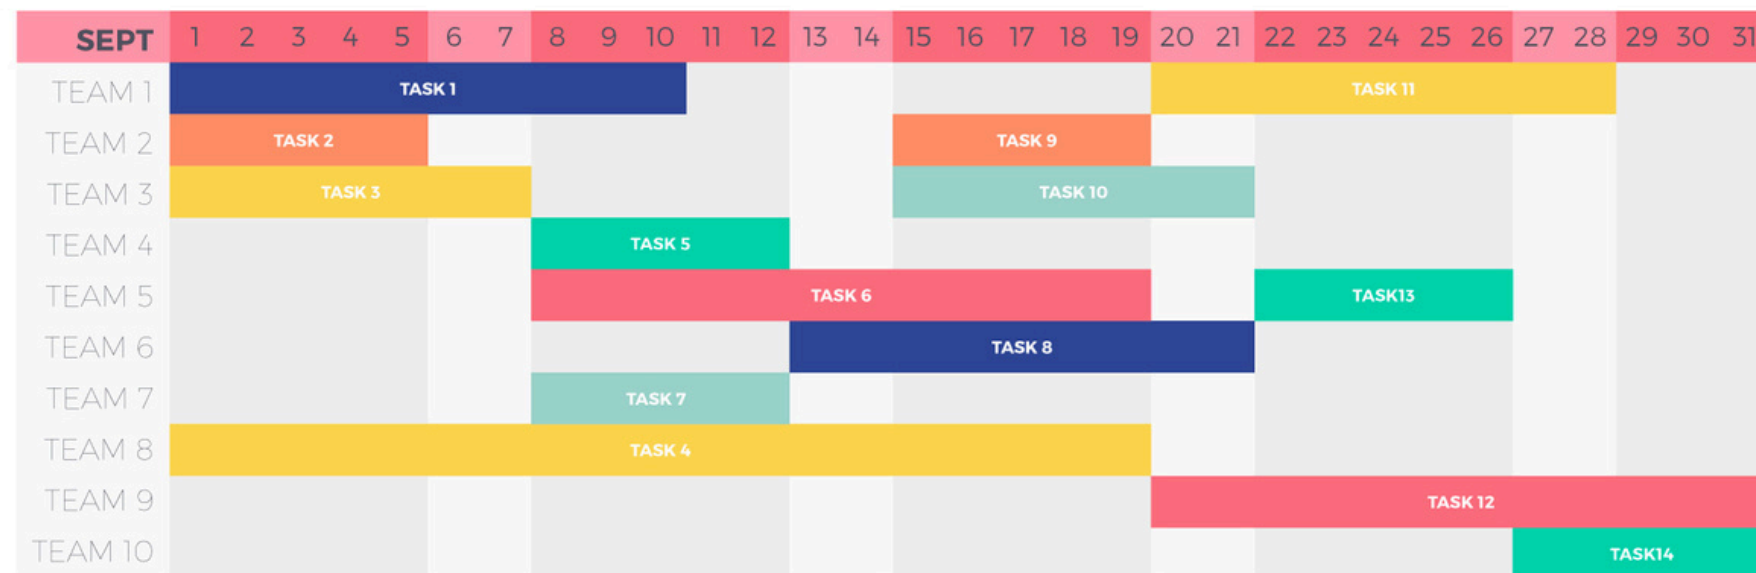 SEPT 1 2 3 4 5 6 7 8 9 10 11 12 13 14 15 16 17 18 19 20 21 22 23 24 25 26 27 28 29 30 31
TEAM 1 TASK 1 TASK 11
TEAM 2 TASK 2 TASK 9
TEAM 3 TASK 3 TASK 10
TEAM 4 TASK 5
TEAM 5 TASK 6 TASK13
TEAM 6 TASK 8
TEAM 7 TASK 7
TEAM 8 TASK 4
TEAM 9 TASK 12
TEAM 10 TASK14